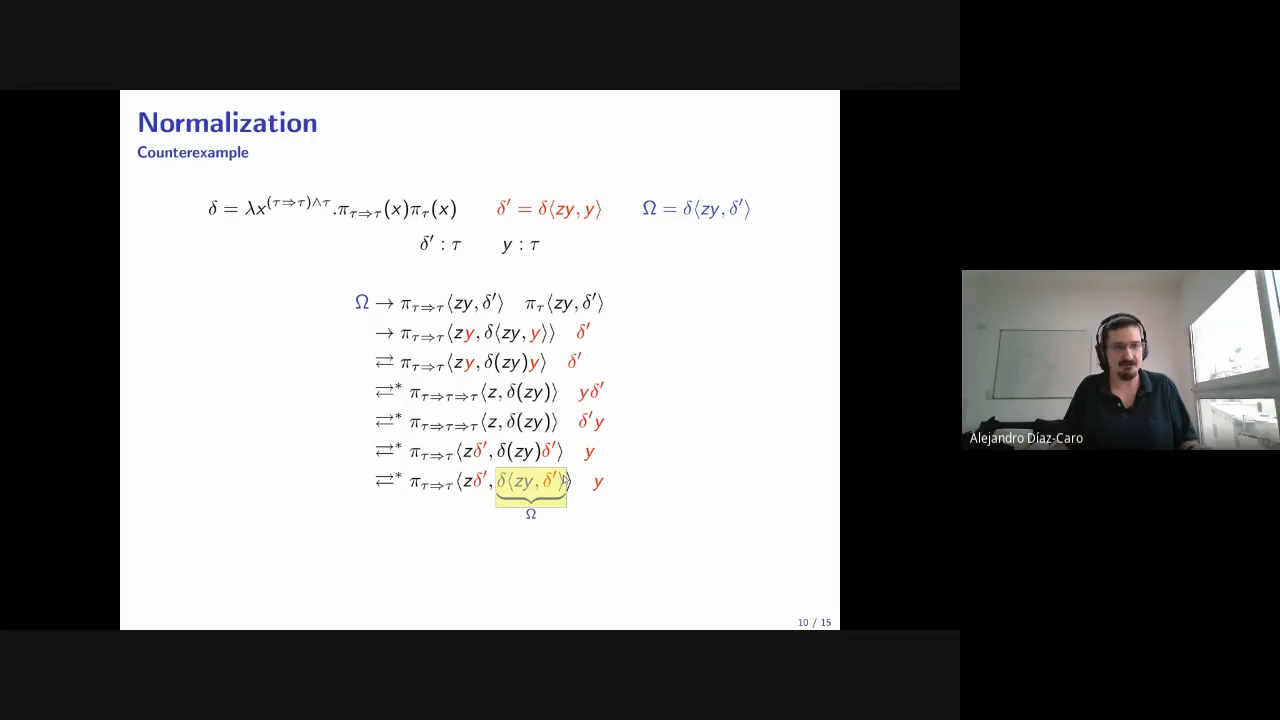 Normalization
Counterexample
δ = λx^{(τ⇒τ)∧τ}.π_{τ⇒τ}(x)π_τ(x)    δ′ = δ⟨zy, y⟩    Ω = δ⟨zy, δ′⟩
δ′ : τ    y : τ
Ω → π_{τ⇒τ}⟨zy, δ′⟩  π_τ⟨zy, δ′⟩
→ π_{τ⇒τ}⟨zy, δ⟨zy, y⟩⟩  δ′
⇄ π_{τ⇒τ}⟨zy, δ(zy)y⟩  δ′
⇄* π_{τ⇒τ⇒τ}⟨z, δ(zy)⟩  yδ′
⇄* π_{τ⇒τ⇒τ}⟨z, δ(zy)⟩  δ′y
⇄* π_{τ⇒τ}⟨zδ′, δ(zy)δ′⟩  y
⇄* π_{τ⇒τ}⟨zδ′, δ⟨zy, δ′⟩⟩  y
Ω
10 / 15
Alejandro Díaz-Caro